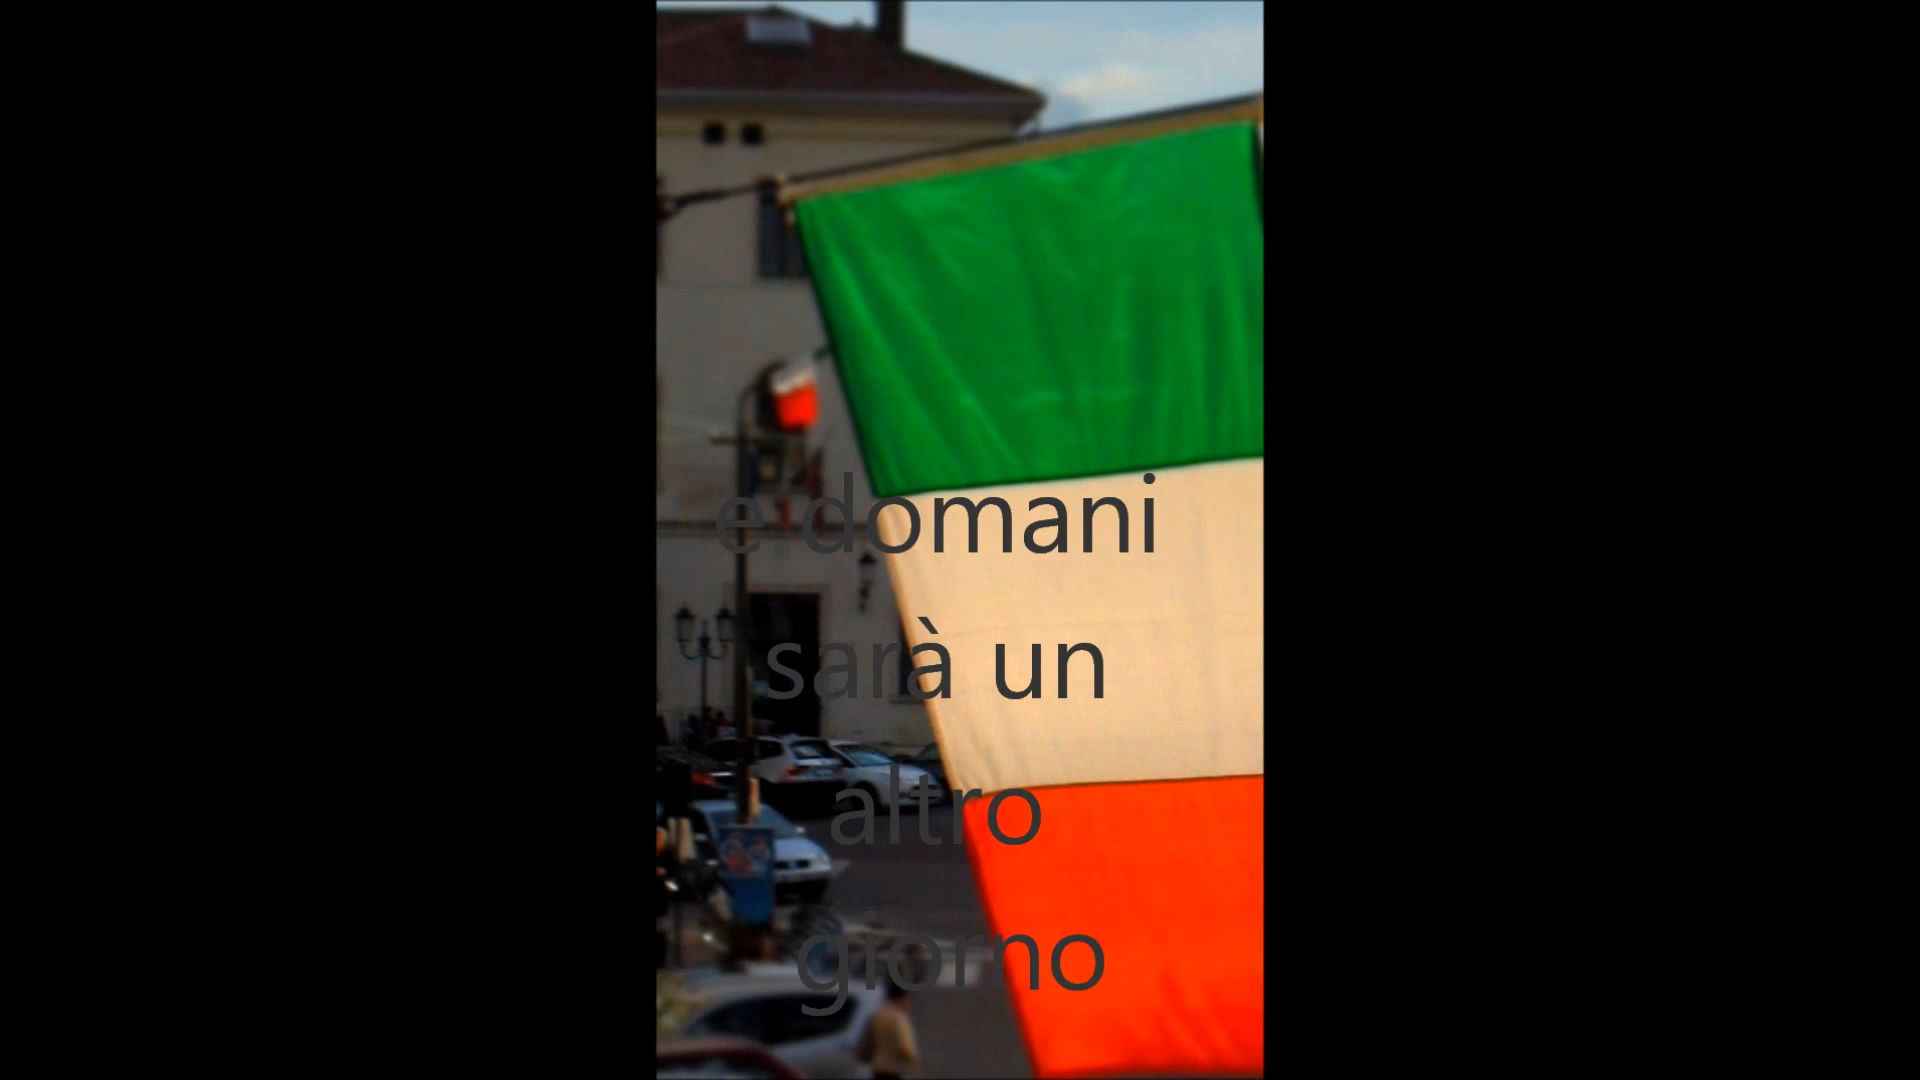 e domani
sarà un
altro
giorno